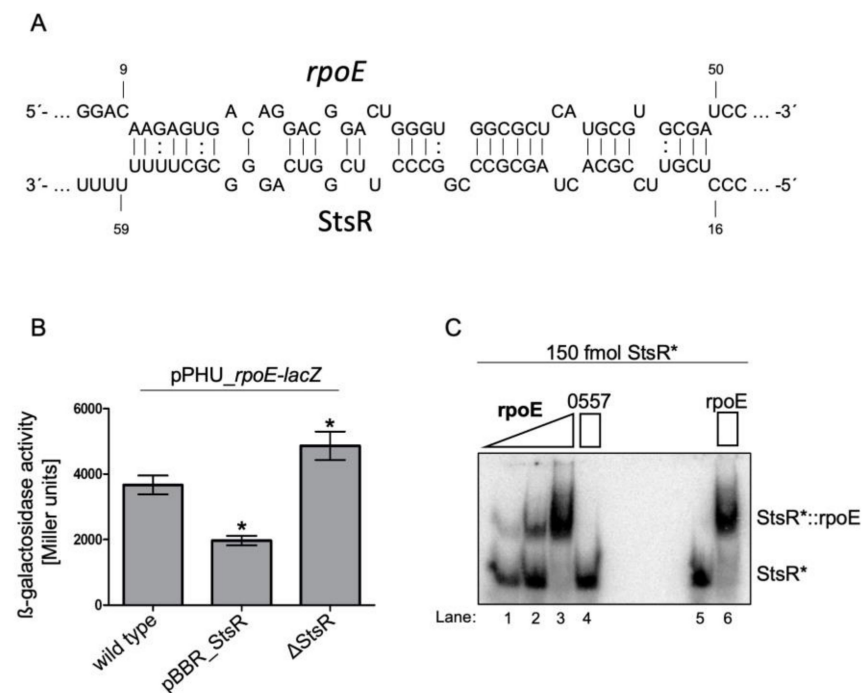 A
9
rpoE
50
5´- ... GGAC
A AG G CU CA U
UCC ... -3´
AAGAGUG C GAC GA GGGU GGCGCU UGCG GCGA
UUUUCGC G CUG CU CCCG CCGCGA ACGC UGCU
3´- ... UUUU
G GA G U GC UC CU
CCC ... -5´
59
StsR
16
B
pPHU_rpoE-lacZ
ß-galactosidase activity
[Miller units]
6000
4000
2000
0
*
*
wild type
pBBR_StsR
ΔStsR
C
150 fmol StsR*
rpoE
0557
rpoE
StsR*::rpoE
StsR*
Lane: 1 2 3 4 5 6